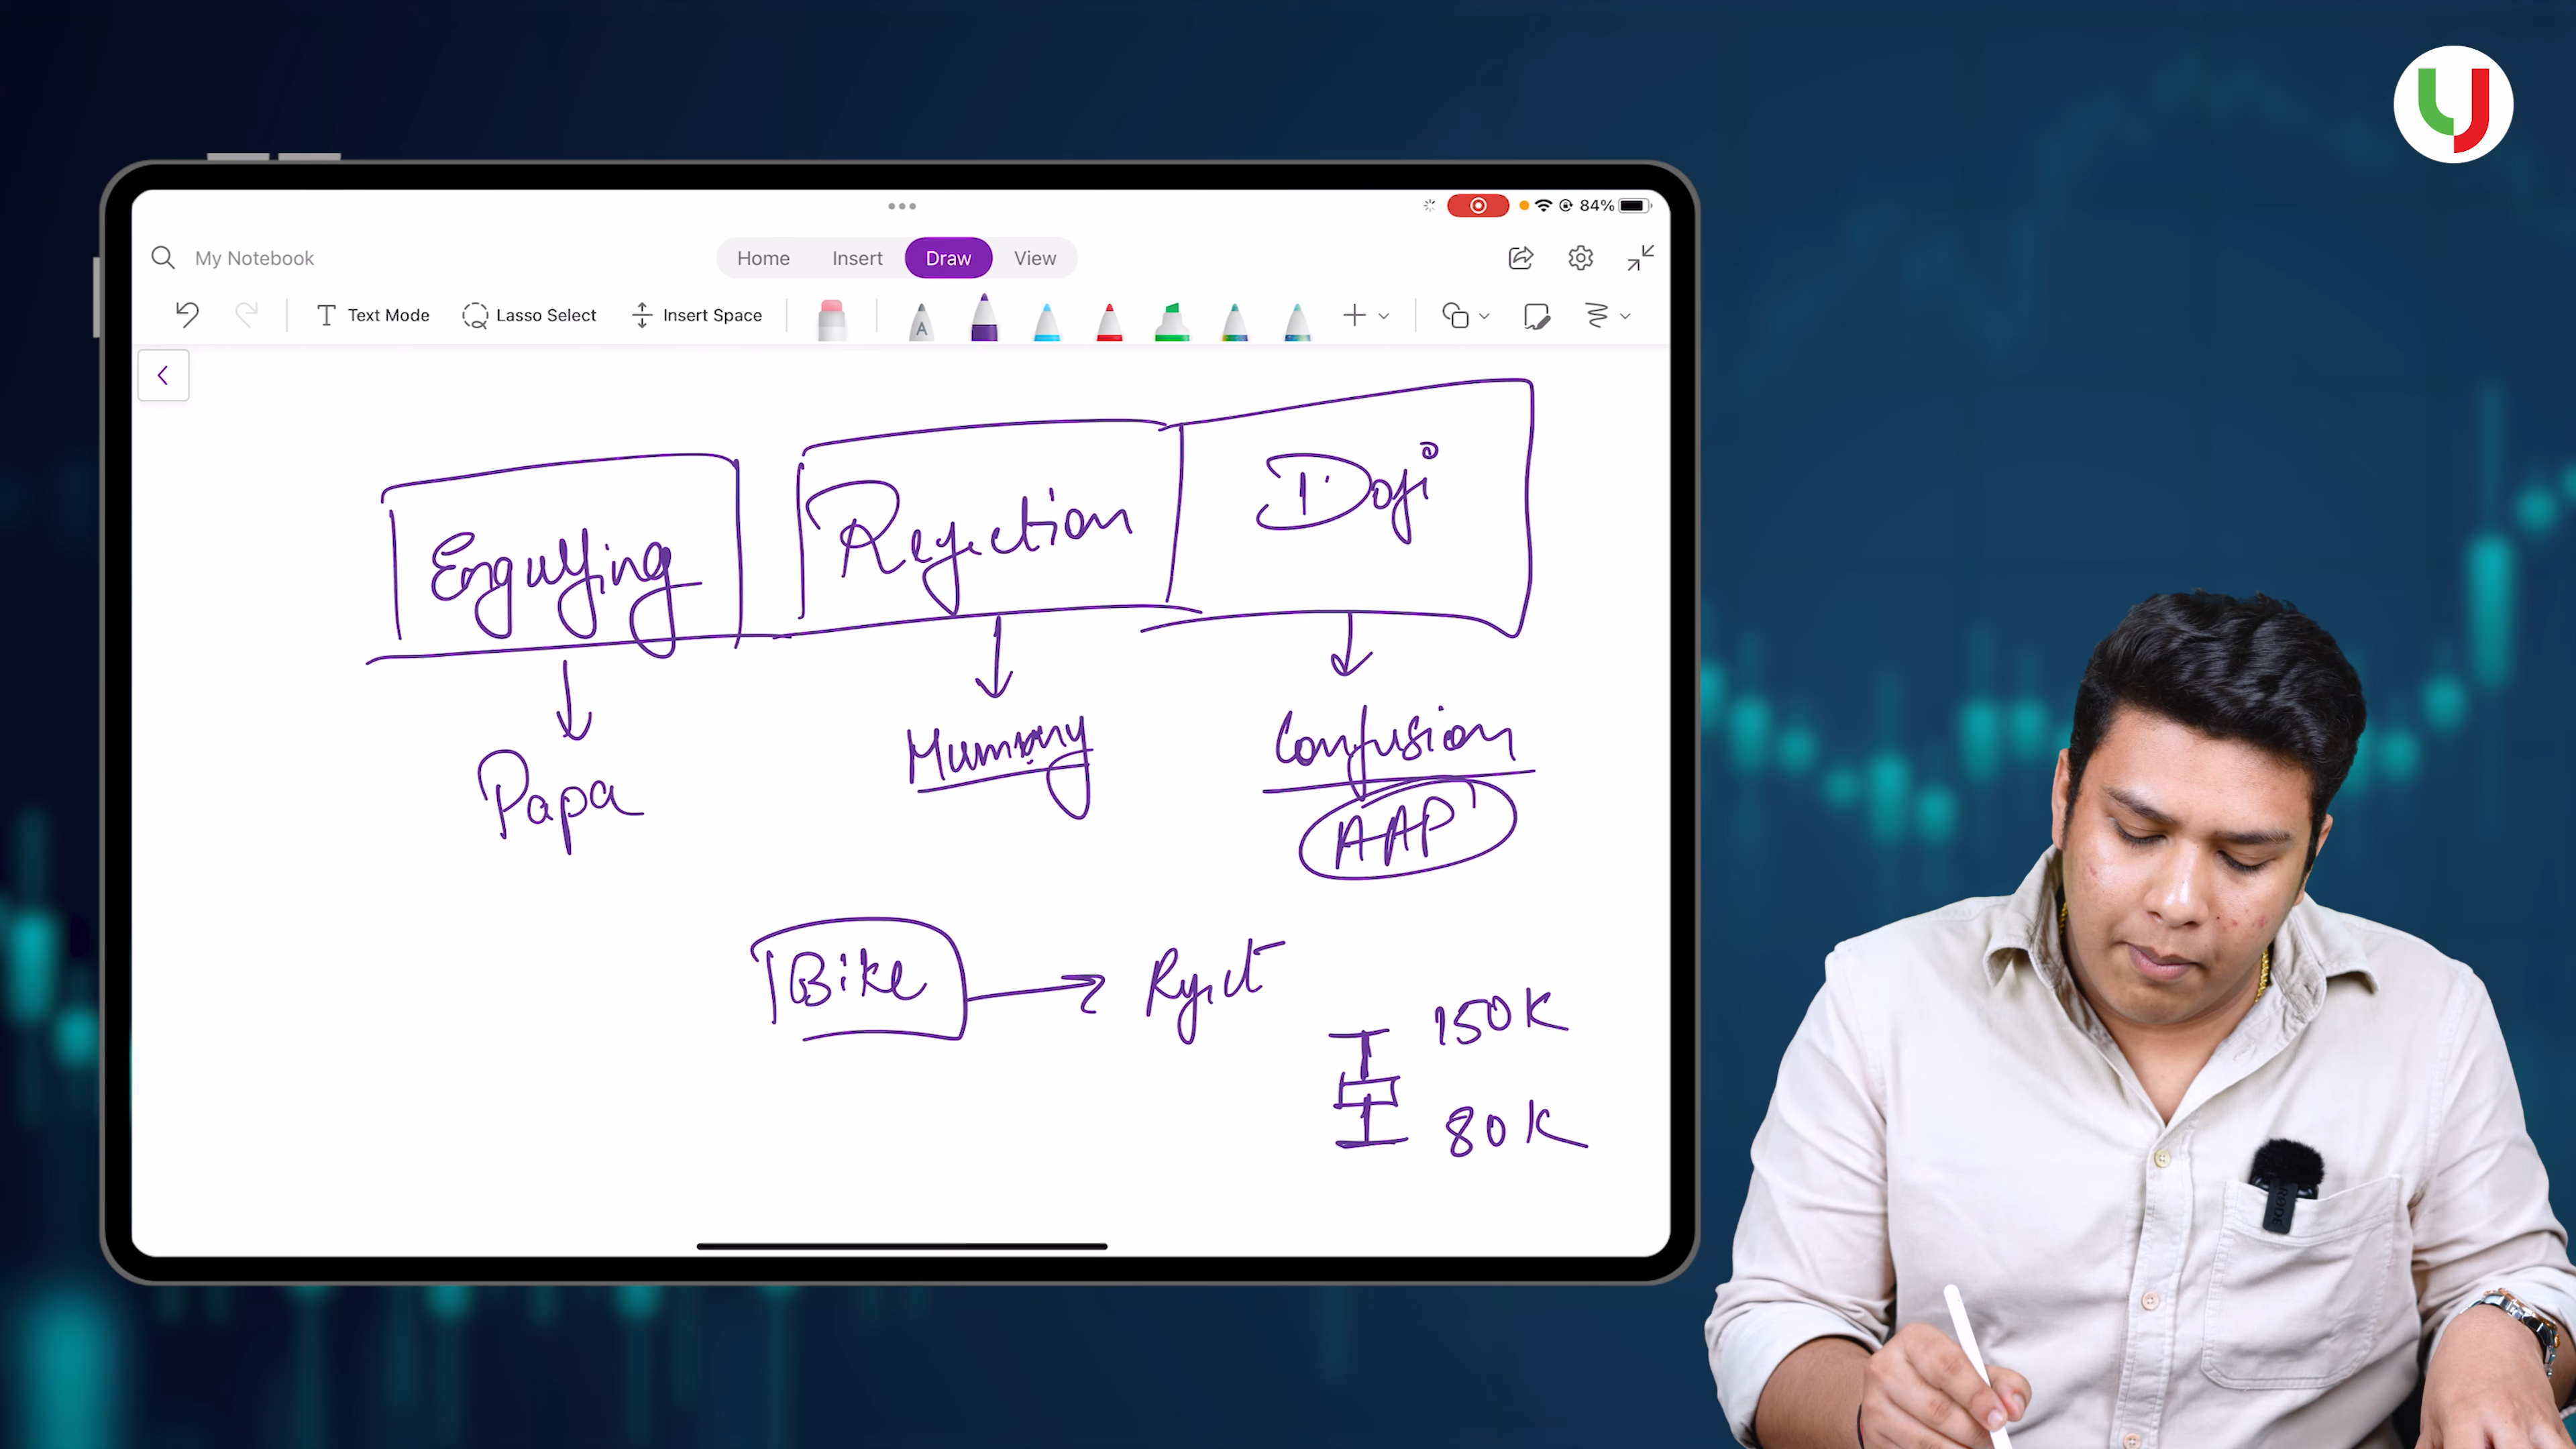 84%
My Notebook
Home Insert Draw View
Text Mode Lasso Select Insert Space
A
Engulfing Rejection Doji
Papa Mummy Confusion
AAP
Bike Reject
150K
80K
RODE